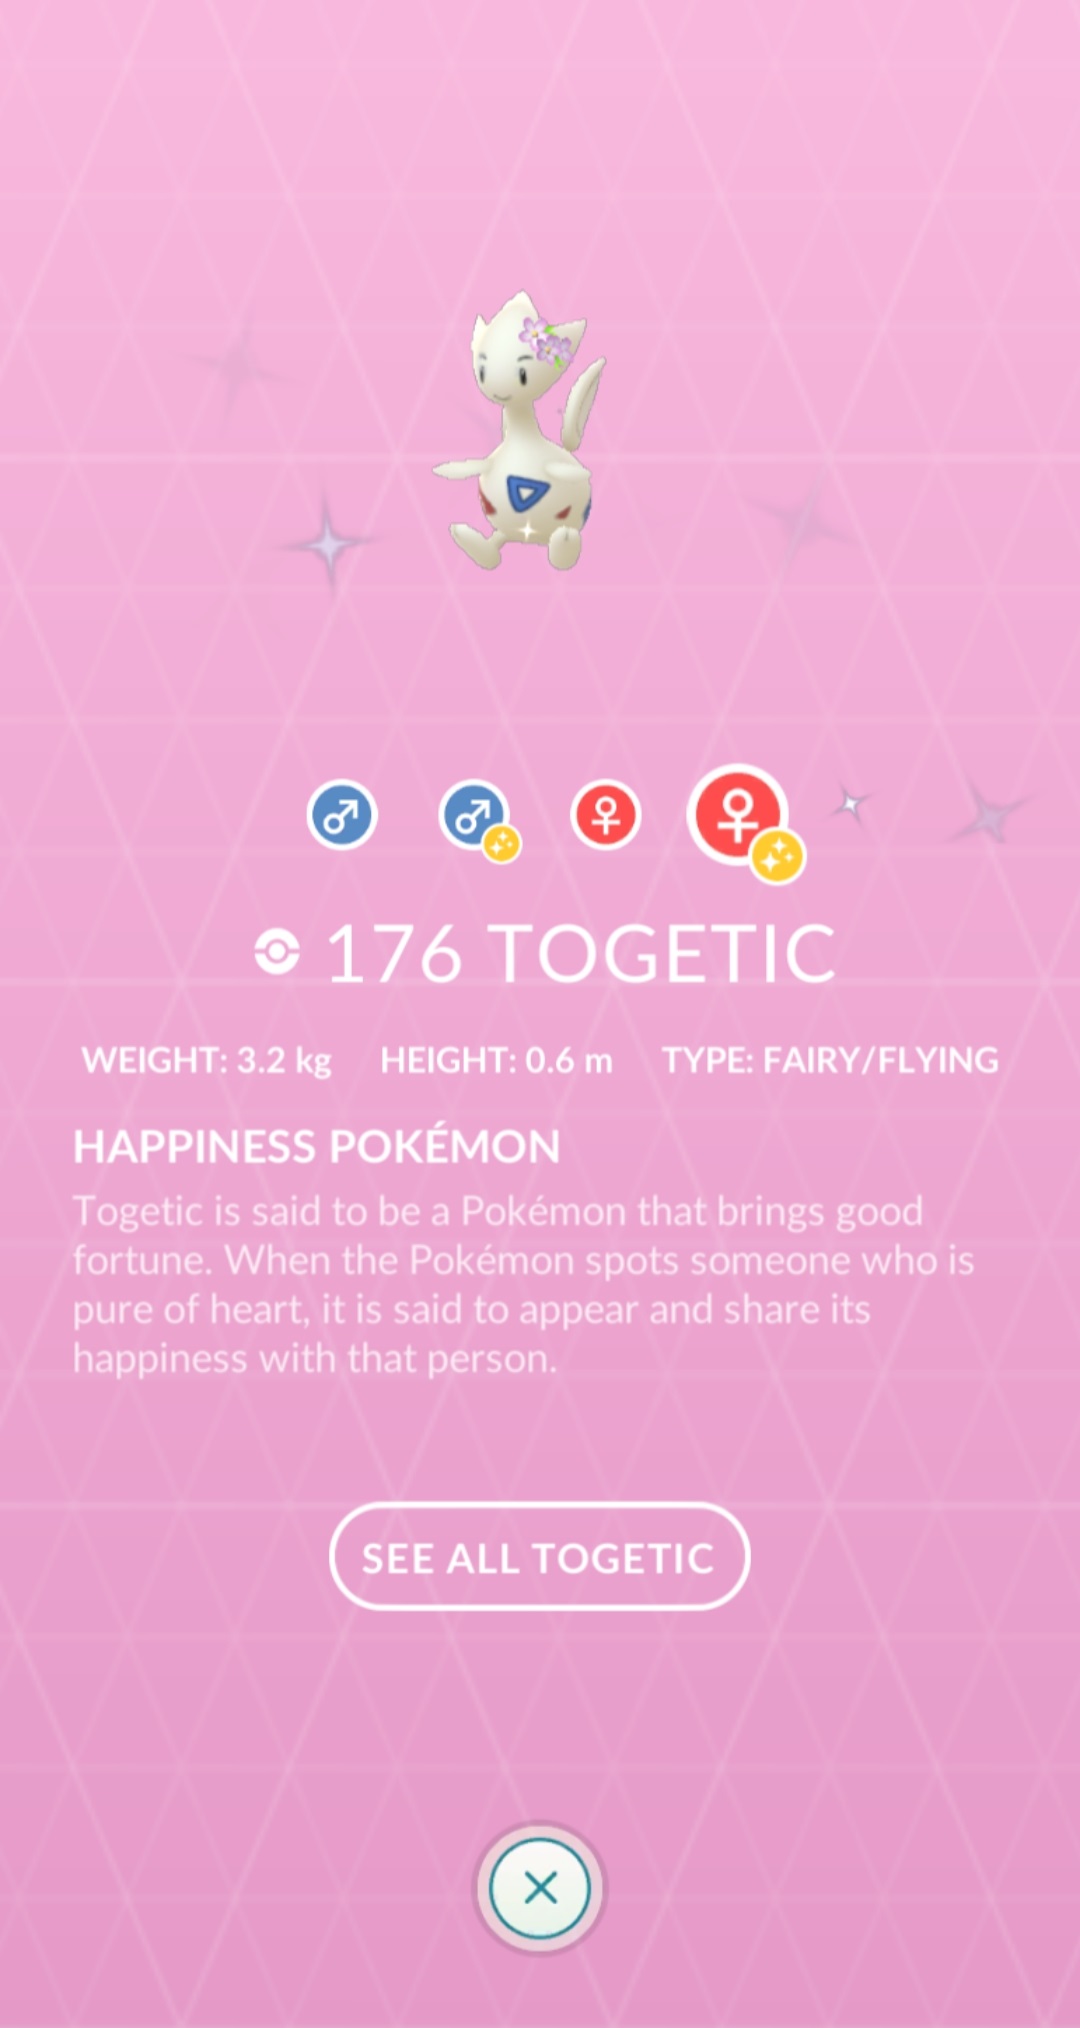 ♂ ♂ ♀ ♀
176 TOGETIC
WEIGHT: 3.2 kg HEIGHT: 0.6 m TYPE: FAIRY/FLYING
HAPPINESS POKÉMON
Togetic is said to be a Pokémon that brings good
fortune. When the Pokémon spots someone who is
pure of heart, it is said to appear and share its
happiness with that person.
SEE ALL TOGETIC